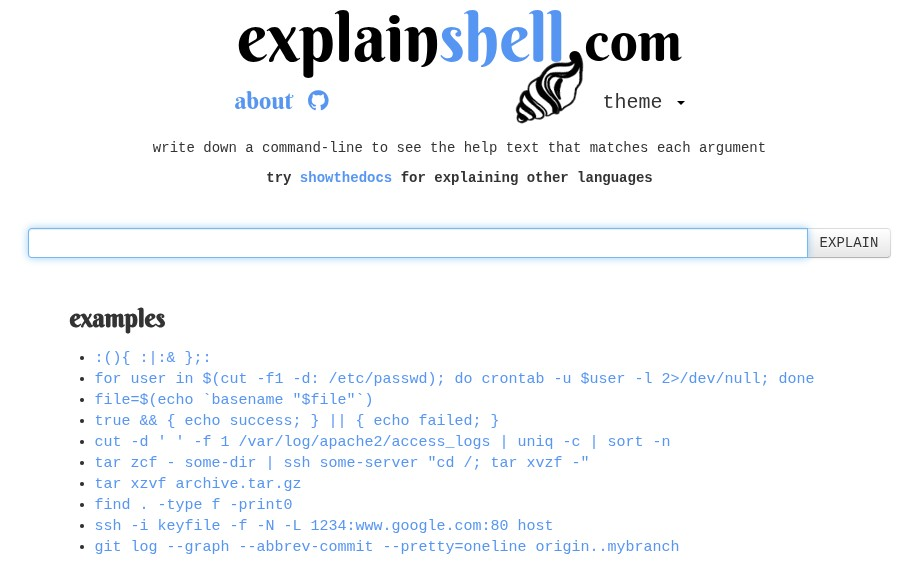 explainshell.com
about theme
write down a command-line to see the help text that matches each argument
try showthedocs for explaining other languages
EXPLAIN
examples
:(){ :|:& };:
for user in $(cut -f1 -d: /etc/passwd); do crontab -u $user -l 2>/dev/null; done
file=$(echo `basename "$file"`)
true && { echo success; } || { echo failed; }
cut -d ' ' -f 1 /var/log/apache2/access_logs | uniq -c | sort -n
tar zcf - some-dir | ssh some-server "cd /; tar xvzf -"
tar xzvf archive.tar.gz
find . -type f -print0
ssh -i keyfile -f -N -L 1234:www.google.com:80 host
git log --graph --abbrev-commit --pretty=oneline origin..mybranch